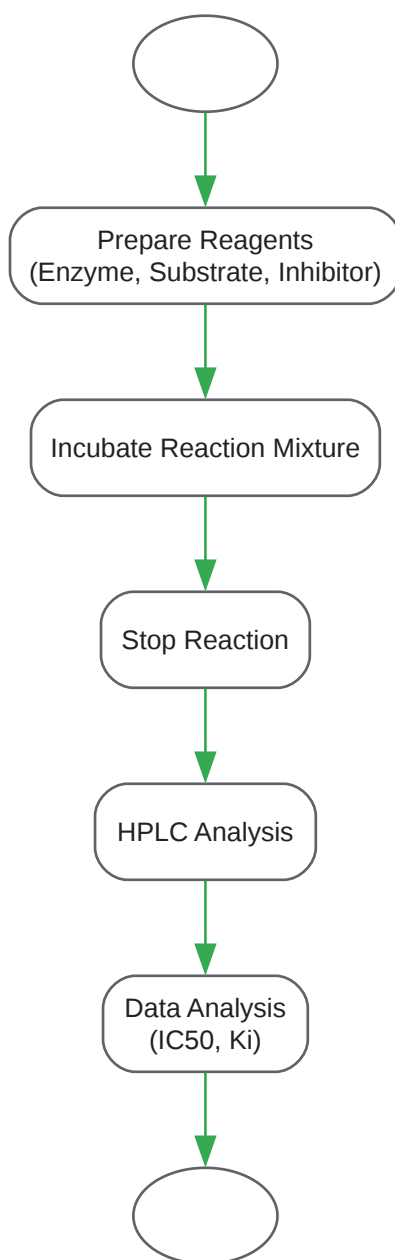 Prepare Reagents
(Enzyme, Substrate, Inhibitor)
Incubate Reaction Mixture
Stop Reaction
HPLC Analysis
Data Analysis
(IC50, Ki)